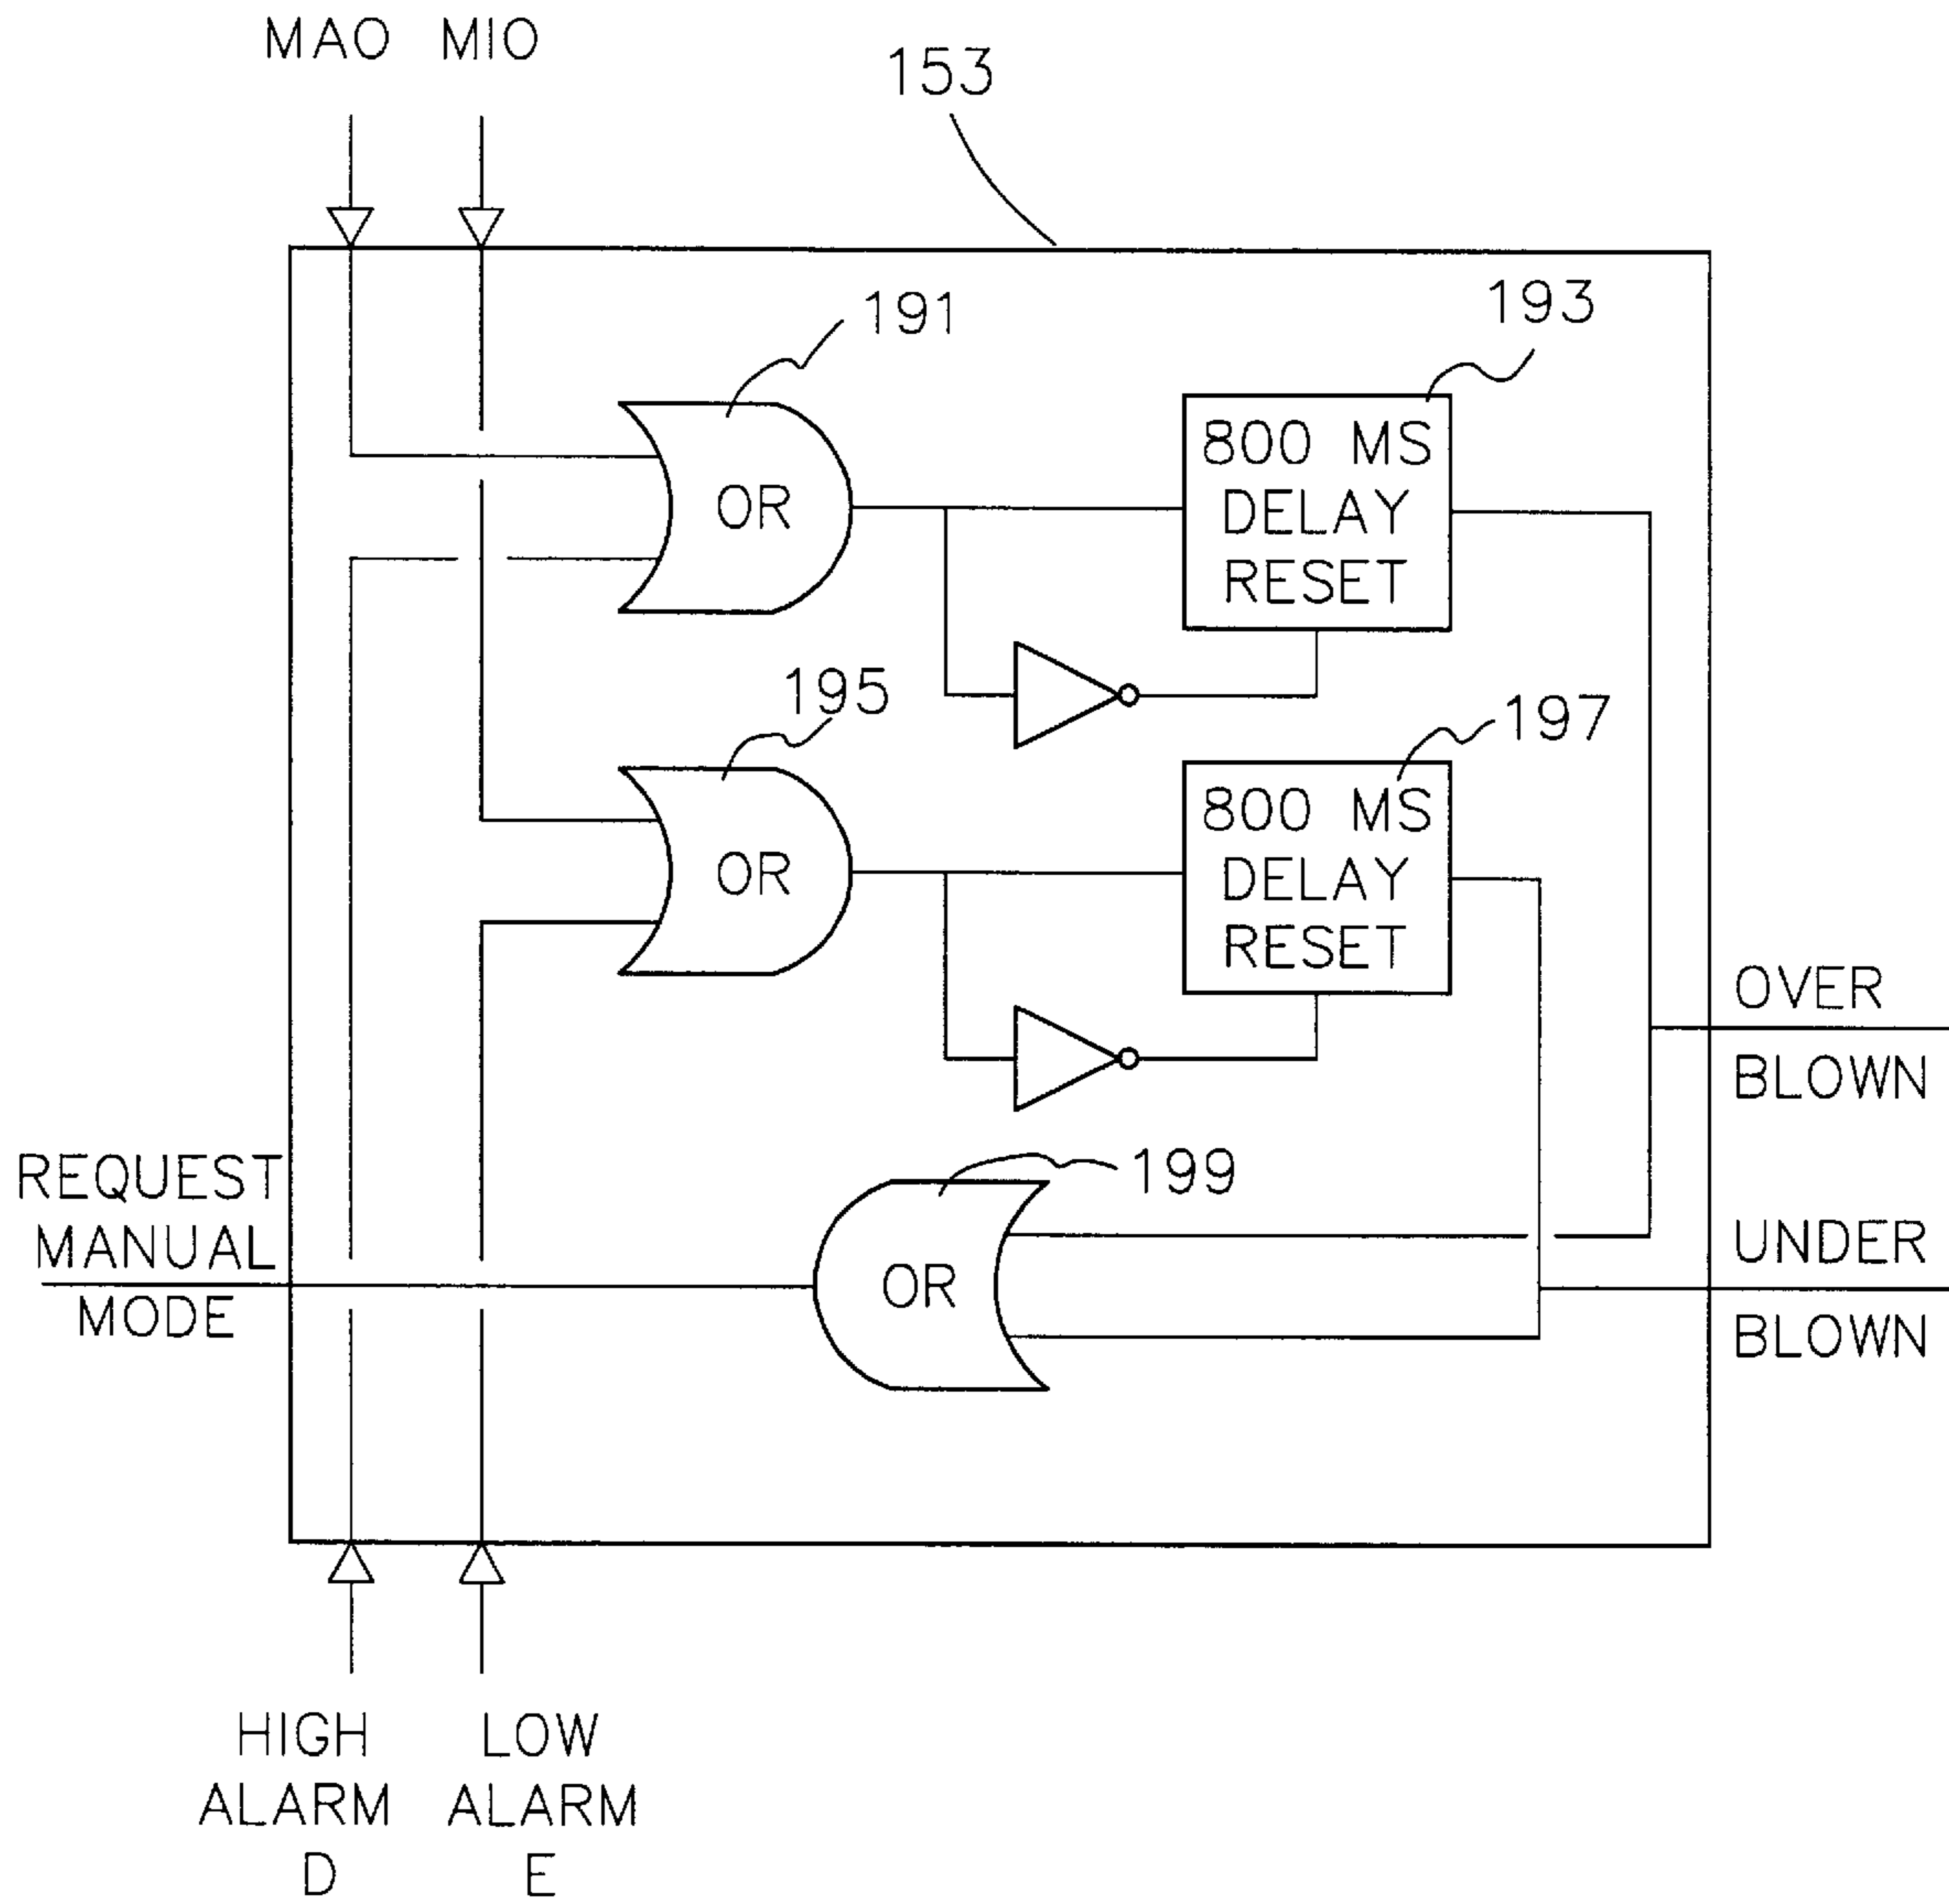 MAO MIO
153
191
193
OR
800 MS
DELAY
RESET
195
197
OR
800 MS
DELAY
RESET
OVER
BLOWN
199
REQUEST
MANUAL
MODE
OR
UNDER
BLOWN
HIGH
ALARM
D
LOW
ALARM
E